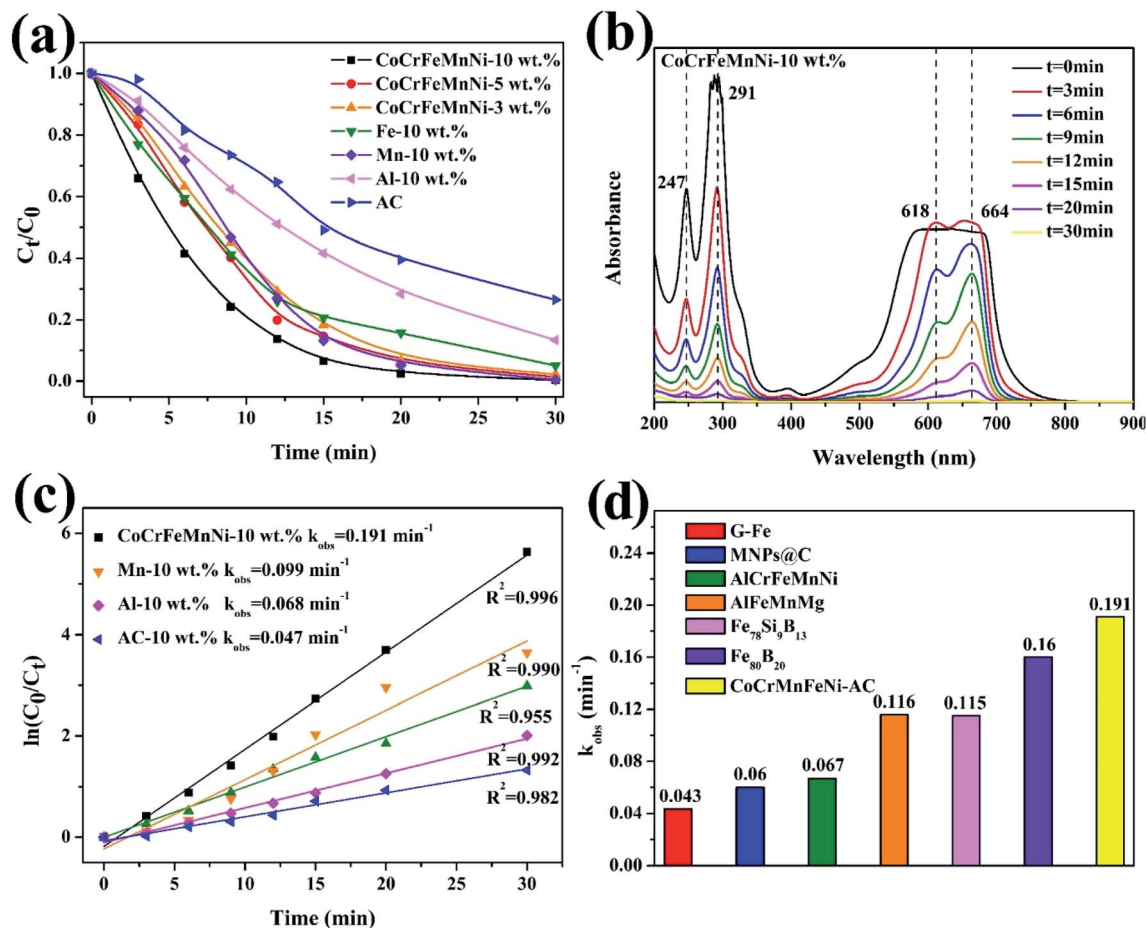 (a)
CoCrFeMnNi-10 wt.%
CoCrFeMnNi-5 wt.%
CoCrFeMnNi-3 wt.%
Fe-10 wt.%
Mn-10 wt.%
Al-10 wt.%
AC
1.0
0.8
0.6
0.4
0.2
0.0
Ct/C0
0 5 10 15 20 25 30
Time (min)
(b)
CoCrFeMnNi-10 wt.%
291
247
618 664
t=0min
t=3min
t=6min
t=9min
t=12min
t=15min
t=20min
t=30min
Absorbance
200 300 400 500 600 700 800 900
Wavelength (nm)
(c)
CoCrFeMnNi-10 wt.% kobs=0.191 min-1
Mn-10 wt.% kobs=0.099 min-1
Al-10 wt.% kobs=0.068 min-1
AC-10 wt.% kobs=0.047 min-1
R2=0.996
R2=0.990
R2=0.955
R2=0.992
R2=0.982
6
4
2
0
ln(C0/Ct)
0 5 10 15 20 25 30
Time (min)
(d)
G-Fe
MNPs@C
AlCrFeMnNi
AlFeMnMg
Fe78Si9B13
Fe80B20
CoCrMnFeNi-AC
0.24
0.20
0.16
0.12
0.08
0.04
0.00
kobs (min-1)
0.043
0.06
0.067
0.116
0.115
0.16
0.191